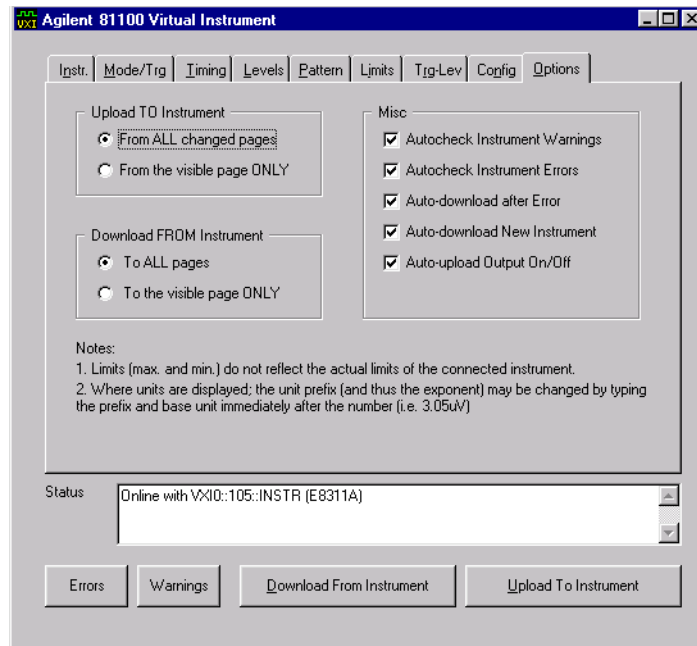 VXI Agilent 81100 Virtual Instrument
Instr. Mode/Trg Timing Levels Pattern Limits Trg-Lev Config Options
Upload TO Instrument
From ALL changed pages
From the visible page ONLY
Download FROM Instrument
To ALL pages
To the visible page ONLY
Misc
Autocheck Instrument Warnings
Autocheck Instrument Errors
Auto-download after Error
Auto-download New Instrument
Auto-upload Output On/Off
Notes:
1. Limits (max. and min.) do not reflect the actual limits of the connected instrument.
2. Where units are displayed; the unit prefix (and thus the exponent) may be changed by typing
the prefix and base unit immediately after the number (i.e. 3.05uV)
Status
Online with VXI0::105::INSTR (E8311A)
Errors Warnings Download From Instrument Upload To Instrument